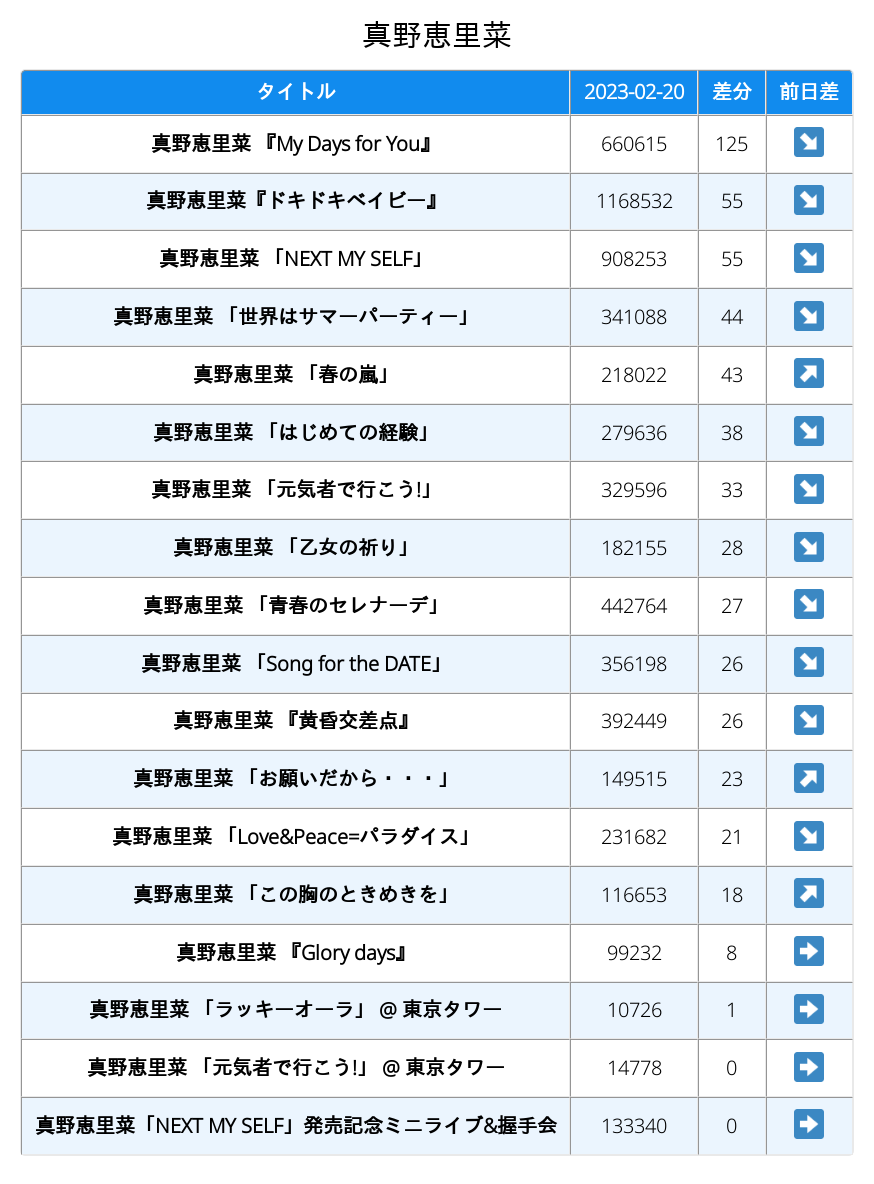 真野恵里菜
タイトル 2023-02-20 差分 前日差
真野恵里菜 『My Days for You』 660615 125 ↘
真野恵里菜『ドキドキベイビー』 1168532 55 ↘
真野恵里菜 「NEXT MY SELF」 908253 55 ↘
真野恵里菜 「世界はサマーパーティー」 341088 44 ↘
真野恵里菜 「春の嵐」 218022 43 ↗
真野恵里菜 「はじめての経験」 279636 38 ↘
真野恵里菜 「元気者で行こう!」 329596 33 ↘
真野恵里菜 「乙女の祈り」 182155 28 ↘
真野恵里菜 「青春のセレナーデ」 442764 27 ↘
真野恵里菜 「Song for the DATE」 356198 26 ↘
真野恵里菜 『黄昏交差点』 392449 26 ↘
真野恵里菜 「お願いだから・・・」 149515 23 ↗
真野恵里菜 「Love&Peace=パラダイス」 231682 21 ↘
真野恵里菜 「この胸のときめきを」 116653 18 ↗
真野恵里菜 『Glory days』 99232 8 →
真野恵里菜 「ラッキーオーラ」 @ 東京タワー 10726 1 →
真野恵里菜 「元気者で行こう!」 @ 東京タワー 14778 0 →
真野恵里菜「NEXT MY SELF」発売記念ミニライブ&握手会 133340 0 →